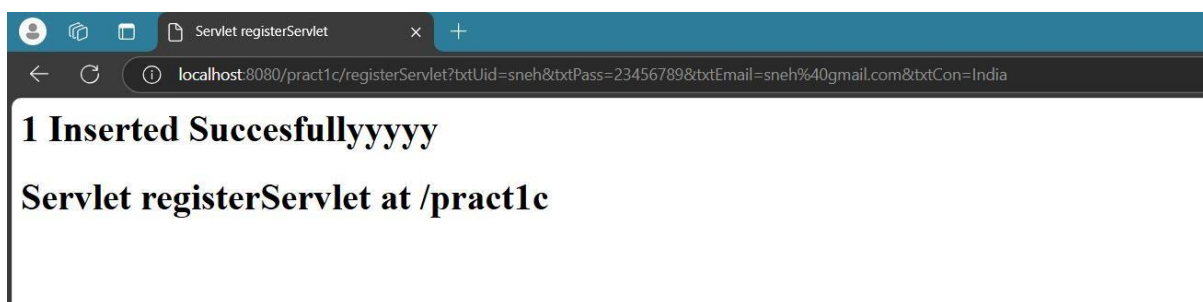 Servlet registerServlet
localhost:8080/pract1c/registerServlet?txtUid=sneh&txtPass=23456789&txtEmail=sneh%40gmail.com&txtCon=India
1 Inserted Succesfullyyyyy
Servlet registerServlet at /pract1c